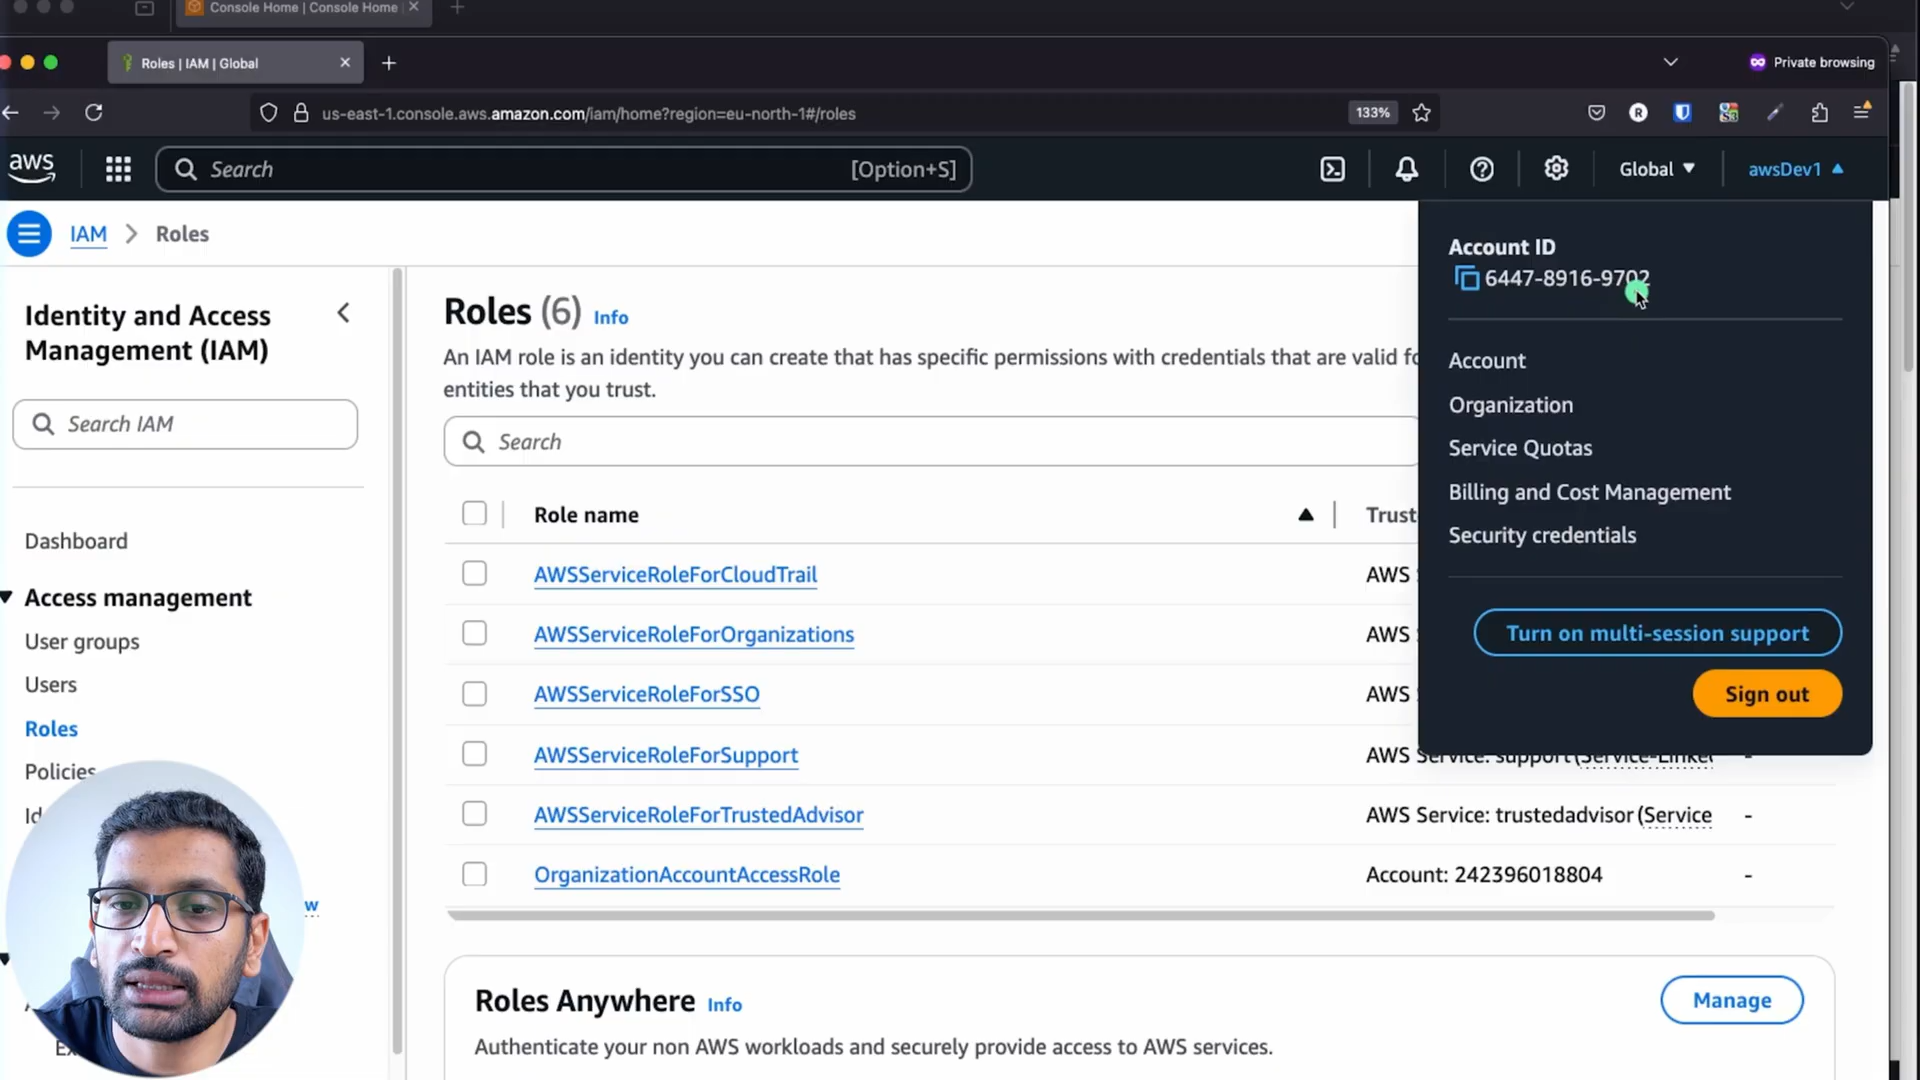 Console Home | Console Home
Roles | IAM | Global
Private browsing
us-east-1.console.aws.amazon.com/iam/home?region=eu-north-1#/roles
133%
R
aws
Search
[Option+S]
Global
awsDev1
IAM
Roles
Account ID
6447-8916-9702
Account
Organization
Service Quotas
Billing and Cost Management
Security credentials
Turn on multi-session support
Sign out
Identity and Access
Management (IAM)
Search IAM
Dashboard
Access management
User groups
Users
Roles
Policies
Roles (6) Info
An IAM role is an identity you can create that has specific permissions with credentials that are valid
entities that you trust.
Search
Role name
Trust
AWSServiceRoleForCloudTrail
AWS
AWSServiceRoleForOrganizations
AWS
AWSServiceRoleForSSO
AWS
AWSServiceRoleForSupport
AWS Service: support (Service-Linke
-
AWSServiceRoleForTrustedAdvisor
AWS Service: trustedadvisor (Service
-
OrganizationAccountAccessRole
Account: 242396018804
-
Roles Anywhere Info
Manage
Authenticate your non AWS workloads and securely provide access to AWS services.